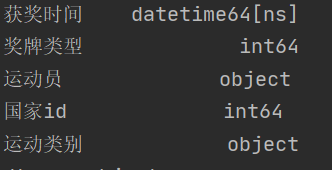 获奖时间 datetime64[ns]
奖牌类型 int64
运动员 object
国家id int64
运动类别 object